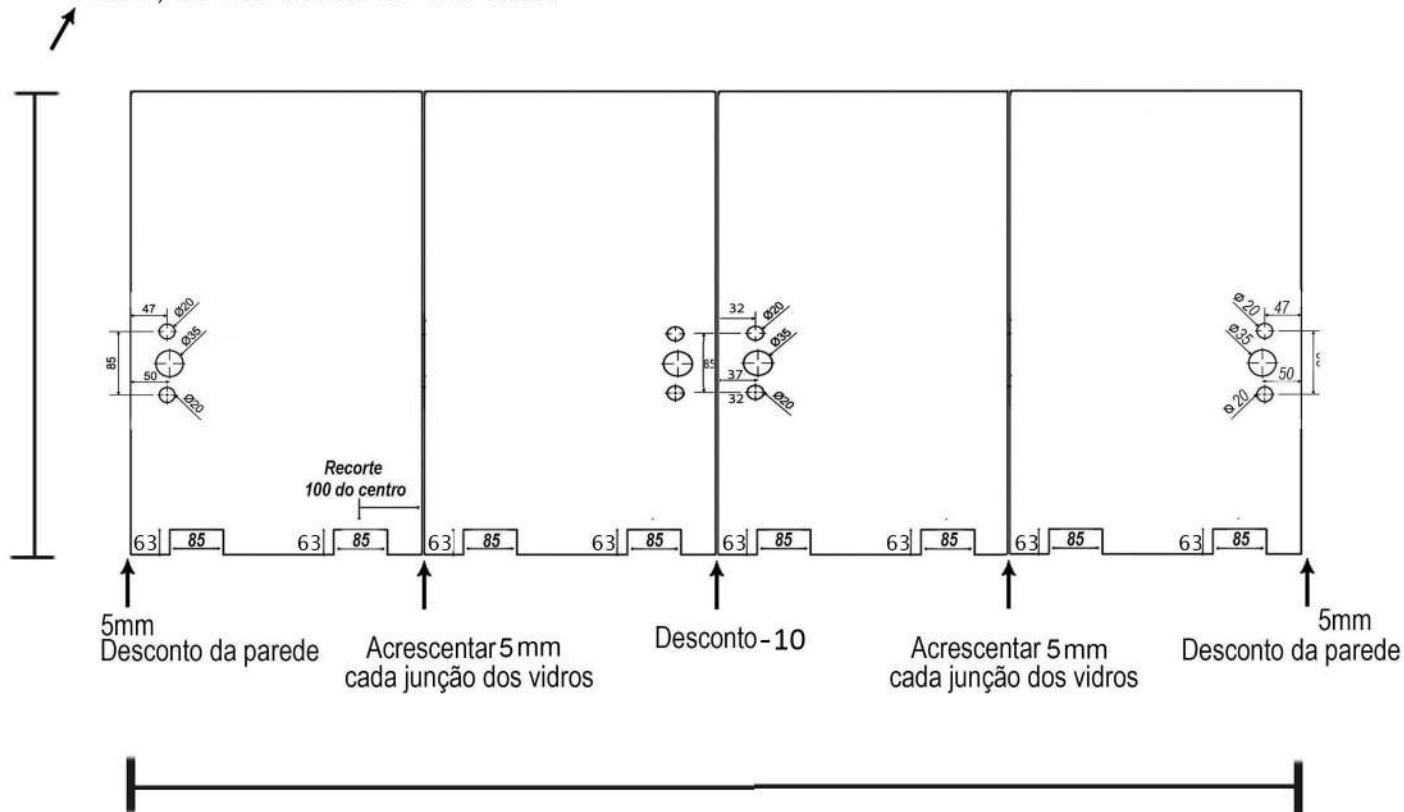 47
Ø20
Ø35
85
50
Ø20
32
Ø20
Ø35
85
37
32
Ø20
Ø 20
47
Ø35
50
Ø 20
Recorte
100 do centro
63 85 63 85 63 85 63 85 63 85 63 85 63 85 63 85
5mm
Desconto da parede
Acrescentar 5 mm
cada junção dos vidros
Desconto -10
Acrescentar 5 mm
cada junção dos vidros
5mm
Desconto da parede